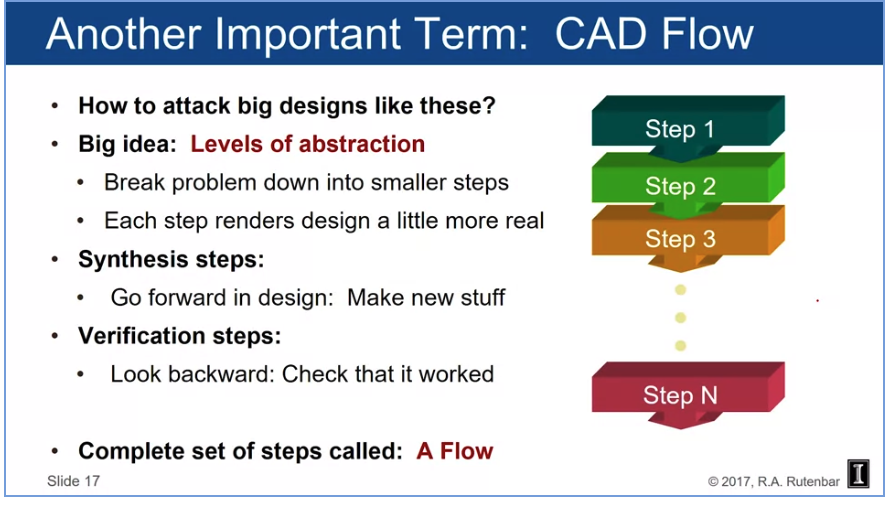 Another Important Term: CAD Flow
• How to attack big designs like these?
• Big idea: Levels of abstraction
• Break problem down into smaller steps
• Each step renders design a little more real
• Synthesis steps:
• Go forward in design: Make new stuff
• Verification steps:
• Look backward: Check that it worked
• Complete set of steps called: A Flow
Step 1
Step 2
Step 3
Step N
Slide 17
© 2017, R.A. Rutenbar
I